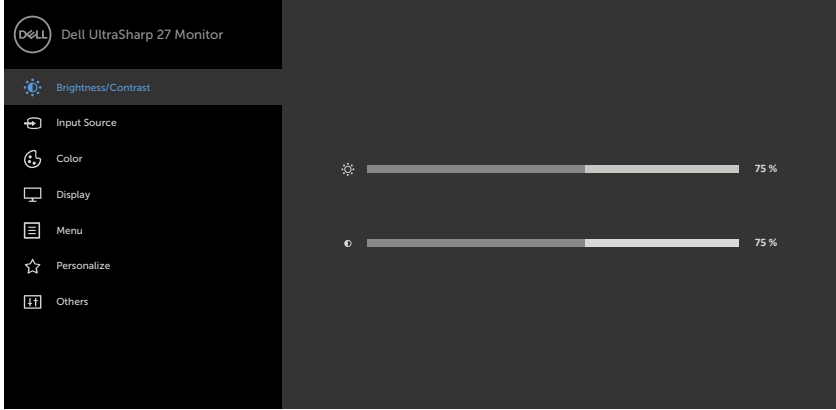 DELL Dell UltraSharp 27 Monitor
Brightness/Contrast
Input Source
Color
75 %
Display
Menu
75 %
Personalize
Others